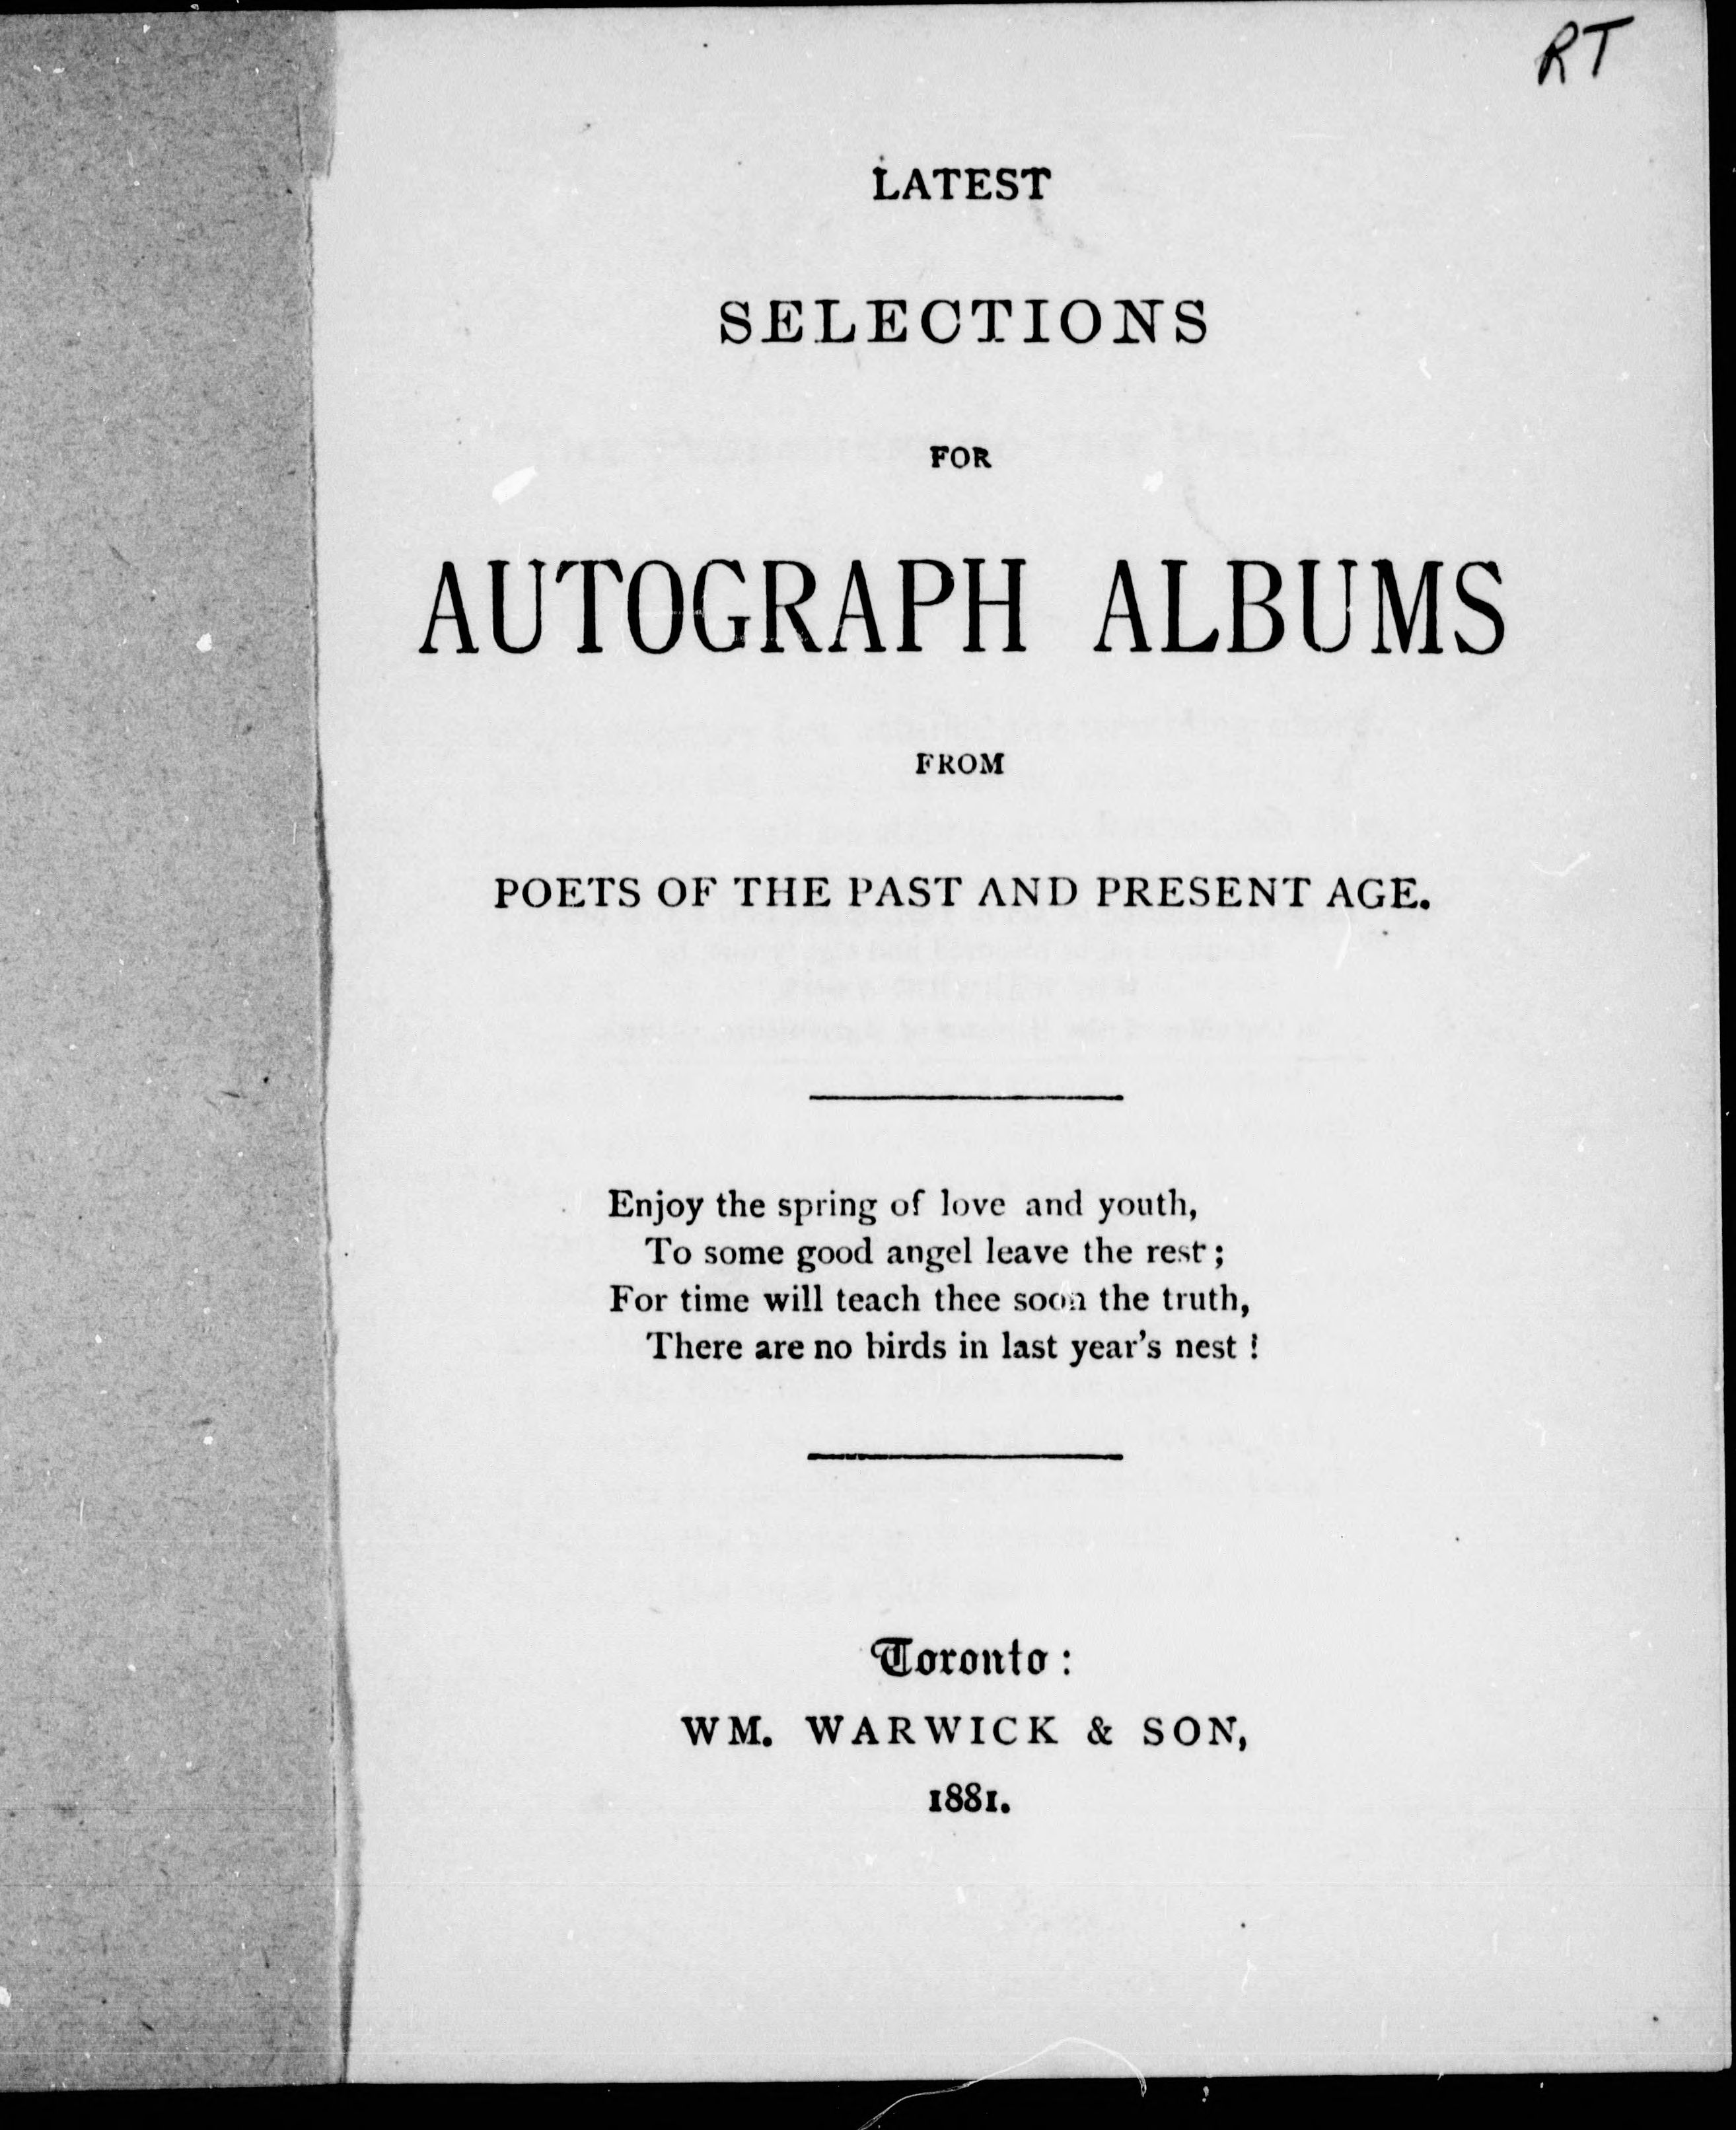 RT
LATEST
SELECTIONS
FOR
AUTOGRAPH ALBUMS
FROM
POETS OF THE PAST AND PRESENT AGE.
Enjoy the spring of love and youth,
To some good angel leave the rest;
For time will teach thee soon the truth,
There are no birds in last year's nest!
Toronto:
WM. WARWICK & SON,
1881.